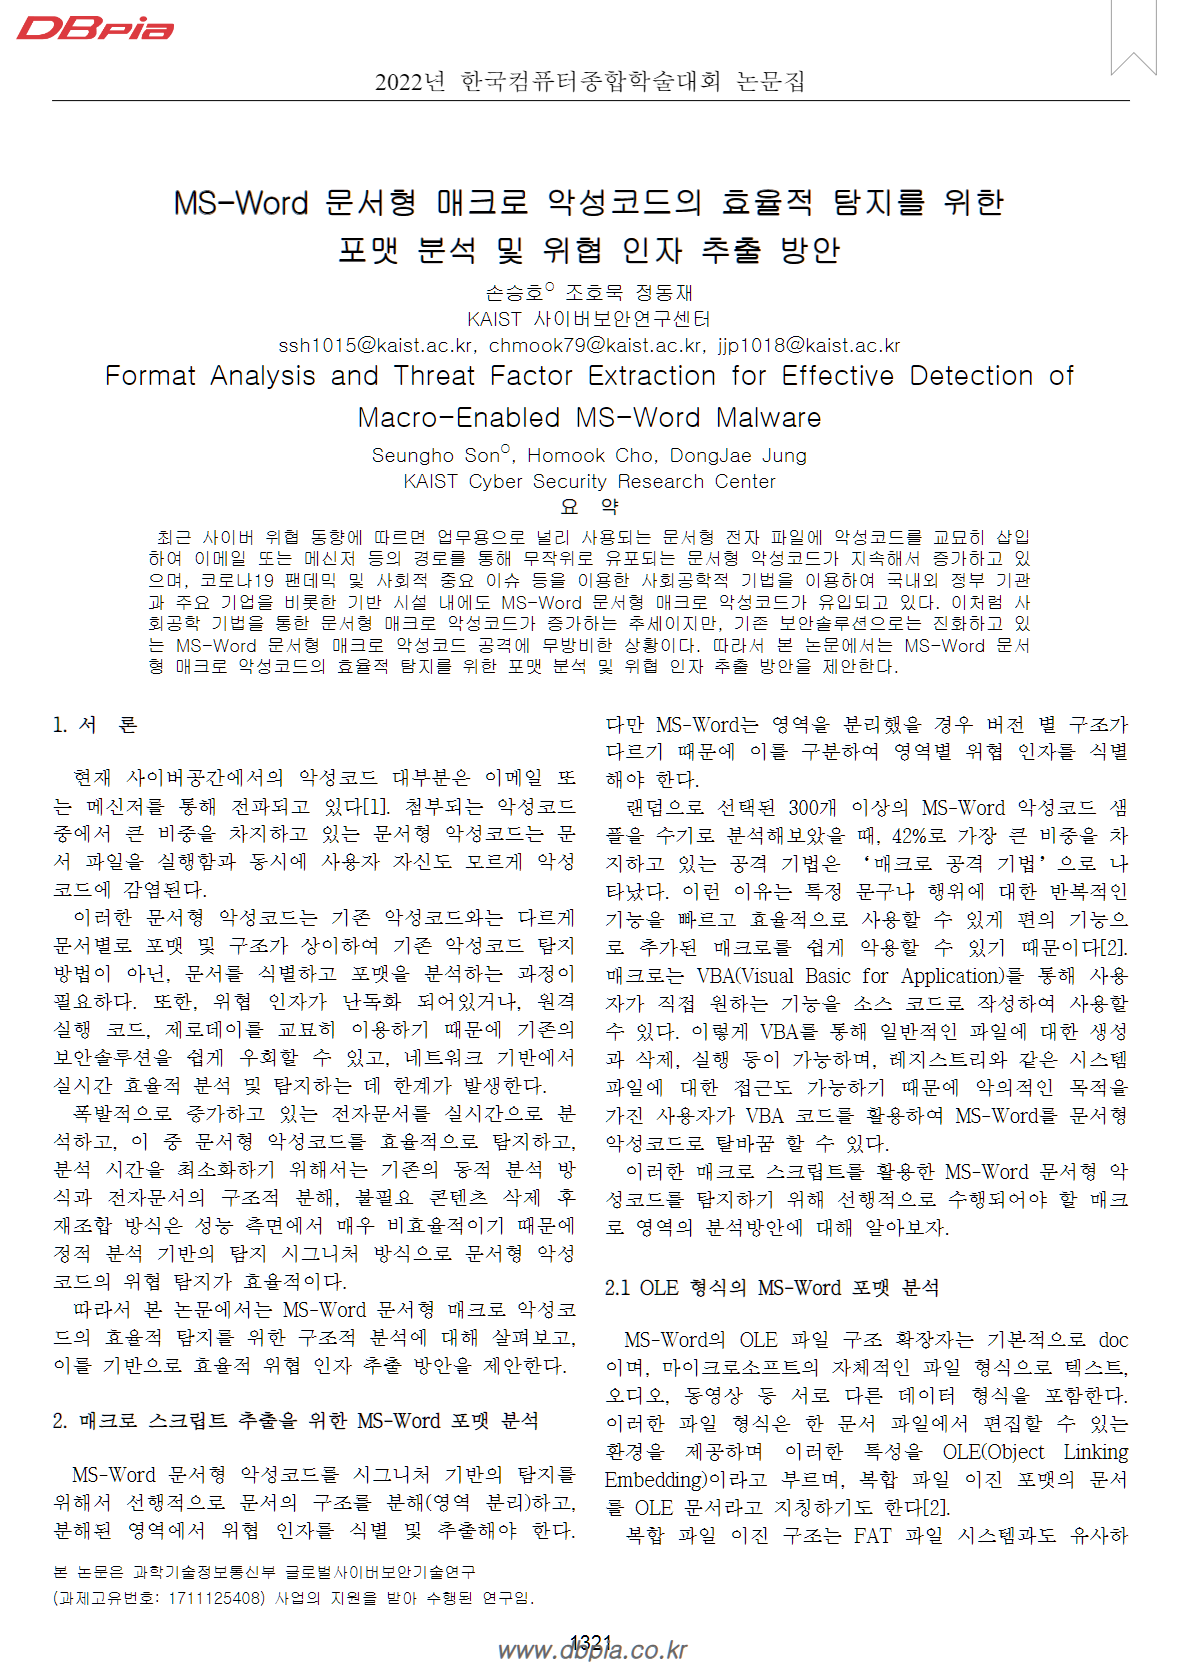 DBpia
2022년 한국컴퓨터종합학술대회 논문집
MS-Word 문서형 매크로 악성코드의 효율적 탐지를 위한
포맷 분석 및 위협 인자 추출 방안
손승호○ 조호묵 정동재
KAIST 사이버보안연구센터
ssh1015@kaist.ac.kr, chmook79@kaist.ac.kr, jjp1018@kaist.ac.kr
Format Analysis and Threat Factor Extraction for Effective Detection of
Macro-Enabled MS-Word Malware
Seungho Son○, Homook Cho, DongJae Jung
KAIST Cyber Security Research Center
요 약
최근 사이버 위협 동향에 따르면 업무용으로 널리 사용되는 문서형 전자 파일에 악성코드를 교묘히 삽입
하여 이메일 또는 메신저 등의 경로를 통해 무작위로 유포되는 문서형 악성코드가 지속해서 증가하고 있
으며, 코로나19 팬데믹 및 사회적 중요 이슈 등을 이용한 사회공학적 기법을 이용하여 국내외 정부 기관
과 주요 기업을 비롯한 기반 시설 내에도 MS-Word 문서형 매크로 악성코드가 유입되고 있다. 이처럼 사
회공학 기법을 통한 문서형 매크로 악성코드가 증가하는 추세이지만, 기존 보안솔루션으로는 진화하고 있
는 MS-Word 문서형 매크로 악성코드 공격에 무방비한 상황이다. 따라서 본 논문에서는 MS-Word 문서
형 매크로 악성코드의 효율적 탐지를 위한 포맷 분석 및 위협 인자 추출 방안을 제안한다.
1. 서 론
현재 사이버공간에서의 악성코드 대부분은 이메일 또
는 메신저를 통해 전파되고 있다[1]. 첨부되는 악성코드
중에서 큰 비중을 차지하고 있는 문서형 악성코드는 문
서 파일을 실행함과 동시에 사용자 자신도 모르게 악성
코드에 감염된다.
이러한 문서형 악성코드는 기존 악성코드와는 다르게
문서별로 포맷 및 구조가 상이하여 기존 악성코드 탐지
방법이 아닌, 문서를 식별하고 포맷을 분석하는 과정이
필요하다. 또한, 위협 인자가 난독화 되어있거나, 원격
실행 코드, 제로데이를 교묘히 이용하기 때문에 기존의
보안솔루션을 쉽게 우회할 수 있고, 네트워크 기반에서
실시간 효율적 분석 및 탐지하는 데 한계가 발생한다.
폭발적으로 증가하고 있는 전자문서를 실시간으로 분
석하고, 이 중 문서형 악성코드를 효율적으로 탐지하고,
분석 시간을 최소화하기 위해서는 기존의 동적 분석 방
식과 전자문서의 구조적 분해, 불필요 콘텐츠 삭제 후
재조합 방식은 성능 측면에서 매우 비효율적이기 때문에
정적 분석 기반의 탐지 시그니처 방식으로 문서형 악성
코드의 위협 탐지가 효율적이다.
따라서 본 논문에서는 MS-Word 문서형 매크로 악성코
드의 효율적 탐지를 위한 구조적 분석에 대해 살펴보고,
이를 기반으로 효율적 위협 인자 추출 방안을 제안한다.
2. 매크로 스크립트 추출을 위한 MS-Word 포맷 분석
MS-Word 문서형 악성코드를 시그니처 기반의 탐지를
위해서 선행적으로 문서의 구조를 분해(영역 분리)하고,
분해된 영역에서 위협 인자를 식별 및 추출해야 한다.
본 논문은 과학기술정보통신부 글로벌사이버보안기술연구
(과제고유번호: 1711125408) 사업의 지원을 받아 수행된 연구임.
다만 MS-Word는 영역을 분리했을 경우 버전 별 구조가
다르기 때문에 이를 구분하여 영역별 위협 인자를 식별
해야 한다.
랜덤으로 선택된 300개 이상의 MS-Word 악성코드 샘
플을 수기로 분석해보았을 때, 42%로 가장 큰 비중을 차
지하고 있는 공격 기법은 ‘매크로 공격 기법’으로 나
타났다. 이런 이유는 특정 문구나 행위에 대한 반복적인
기능을 빠르고 효율적으로 사용할 수 있게 편의 기능으
로 추가된 매크로를 쉽게 악용할 수 있기 때문이다[2].
매크로는 VBA(Visual Basic for Application)를 통해 사용
자가 직접 원하는 기능을 소스 코드로 작성하여 사용할
수 있다. 이렇게 VBA를 통해 일반적인 파일에 대한 생성
과 삭제, 실행 등이 가능하며, 레지스트리와 같은 시스템
파일에 대한 접근도 가능하기 때문에 악의적인 목적을
가진 사용자가 VBA 코드를 활용하여 MS-Word를 문서형
악성코드로 탈바꿈 할 수 있다.
이러한 매크로 스크립트를 활용한 MS-Word 문서형 악
성코드를 탐지하기 위해 선행적으로 수행되어야 할 매크
로 영역의 분석방안에 대해 알아보자.
2.1 OLE 형식의 MS-Word 포맷 분석
MS-Word의 OLE 파일 구조 확장자는 기본적으로 doc
이며, 마이크로소프트의 자체적인 파일 형식으로 텍스트,
오디오, 동영상 등 서로 다른 데이터 형식을 포함한다.
이러한 파일 형식은 한 문서 파일에서 편집할 수 있는
환경을 제공하며 이러한 특성을 OLE(Object Linking
Embedding)이라고 부르며, 복합 파일 이진 포맷의 문서
를 OLE 문서라고 지칭하기도 한다[2].
복합 파일 이진 구조는 FAT 파일 시스템과도 유사하
1321
www.dbpia.co.kr